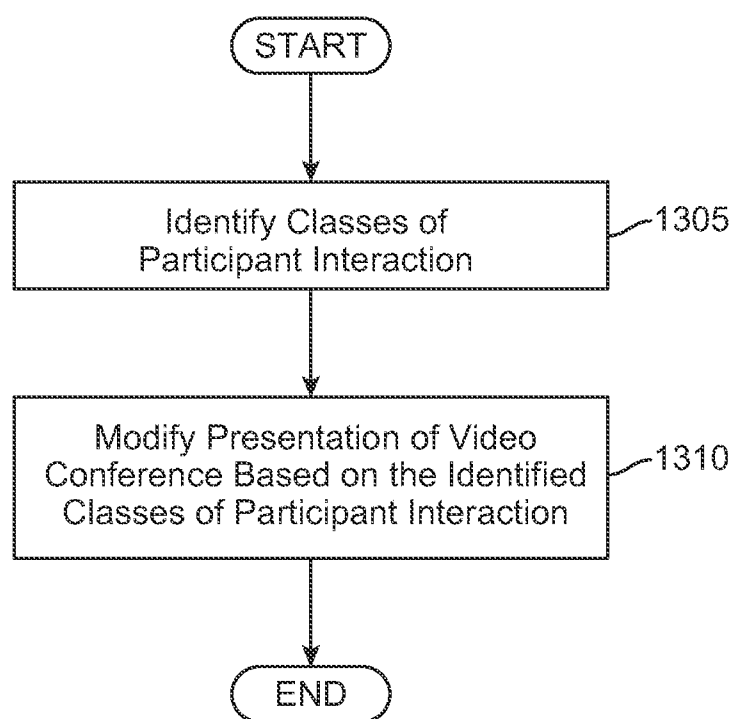 START
Identify Classes of
Participant Interaction
1305
Modify Presentation of Video
Conference Based on the Identified
Classes of Participant Interaction
1310
END